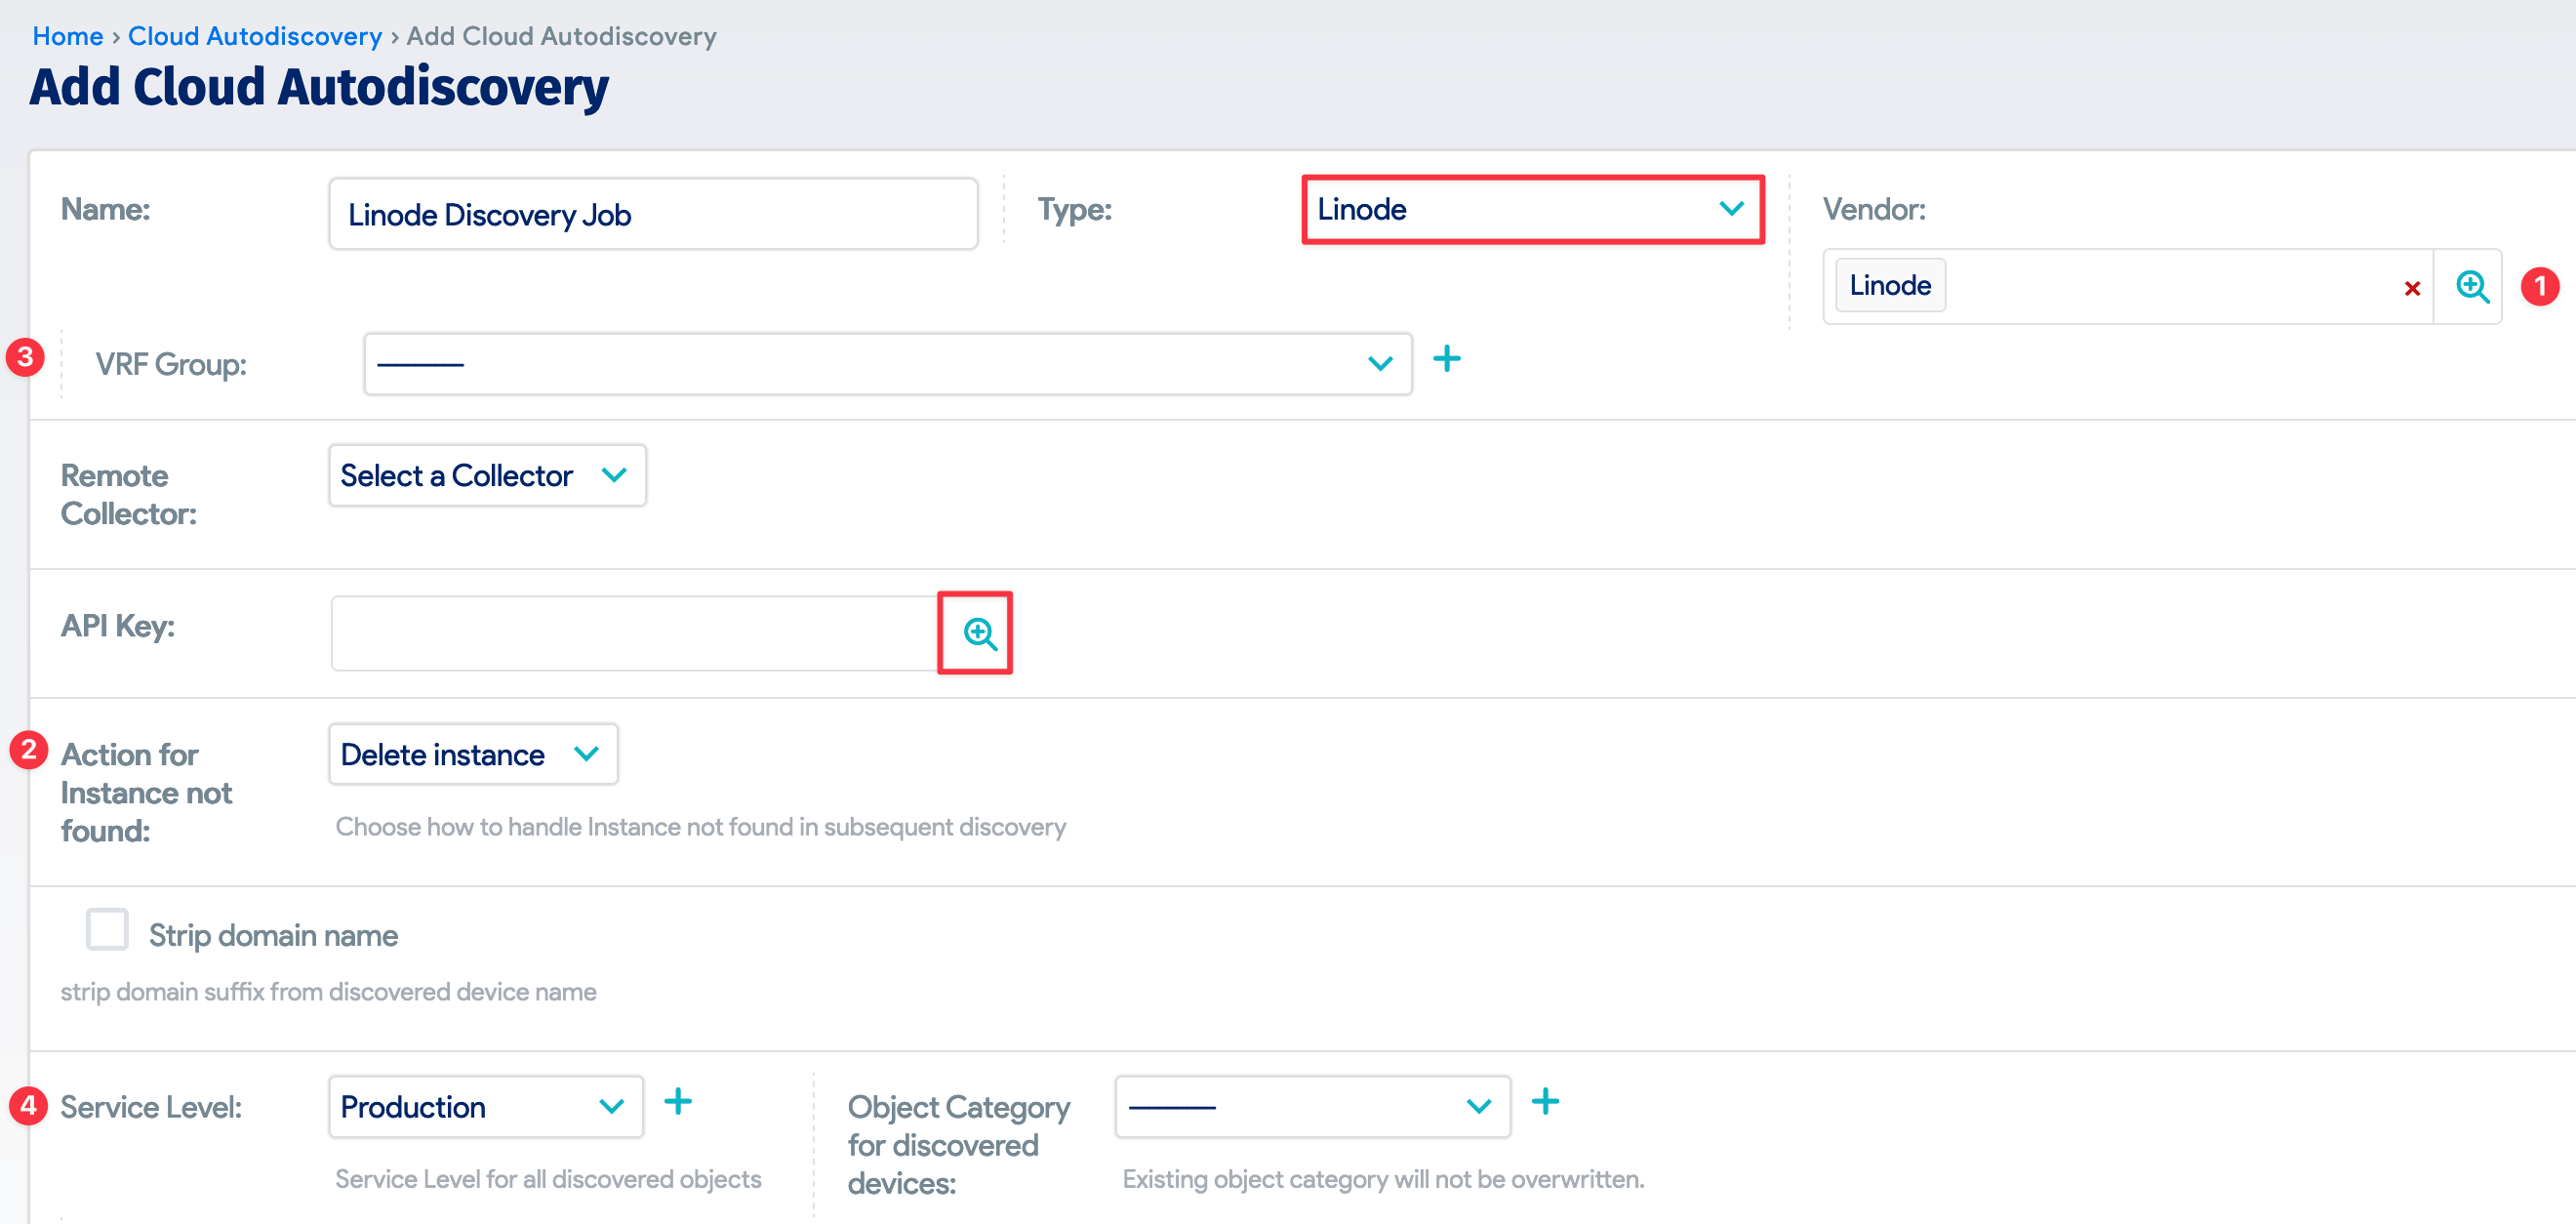 Home › Cloud Autodiscovery › Add Cloud Autodiscovery
Add Cloud Autodiscovery
Name:
Linode Discovery Job
Type:
Linode
Vendor:
Linode
1
3
VRF Group:
Remote
Collector:
Select a Collector
API Key:
2
Action for
Instance not
found:
Delete instance
Choose how to handle Instance not found in subsequent discovery
Strip domain name
strip domain suffix from discovered device name
4
Service Level:
Production
Service Level for all discovered objects
Object Category
for discovered
devices:
Existing object category will not be overwritten.